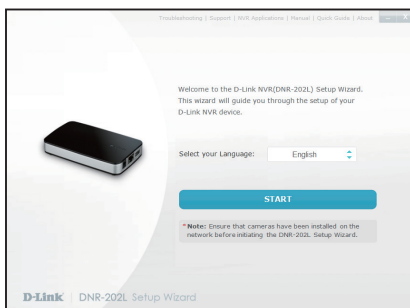 Troubleshooting | Support | NVR Applications | Manual | Quick Guide | About
Welcome to the D-Link NVR(DNR-202L) Setup Wizard.
This wizard will guide you through the setup of your
D-Link NVR device.
Select your Language: English
START
*Note: Ensure that cameras have been installed on the
network before initiating the DNR-202L Setup Wizard.
D-Link DNR-202L Setup Wizard